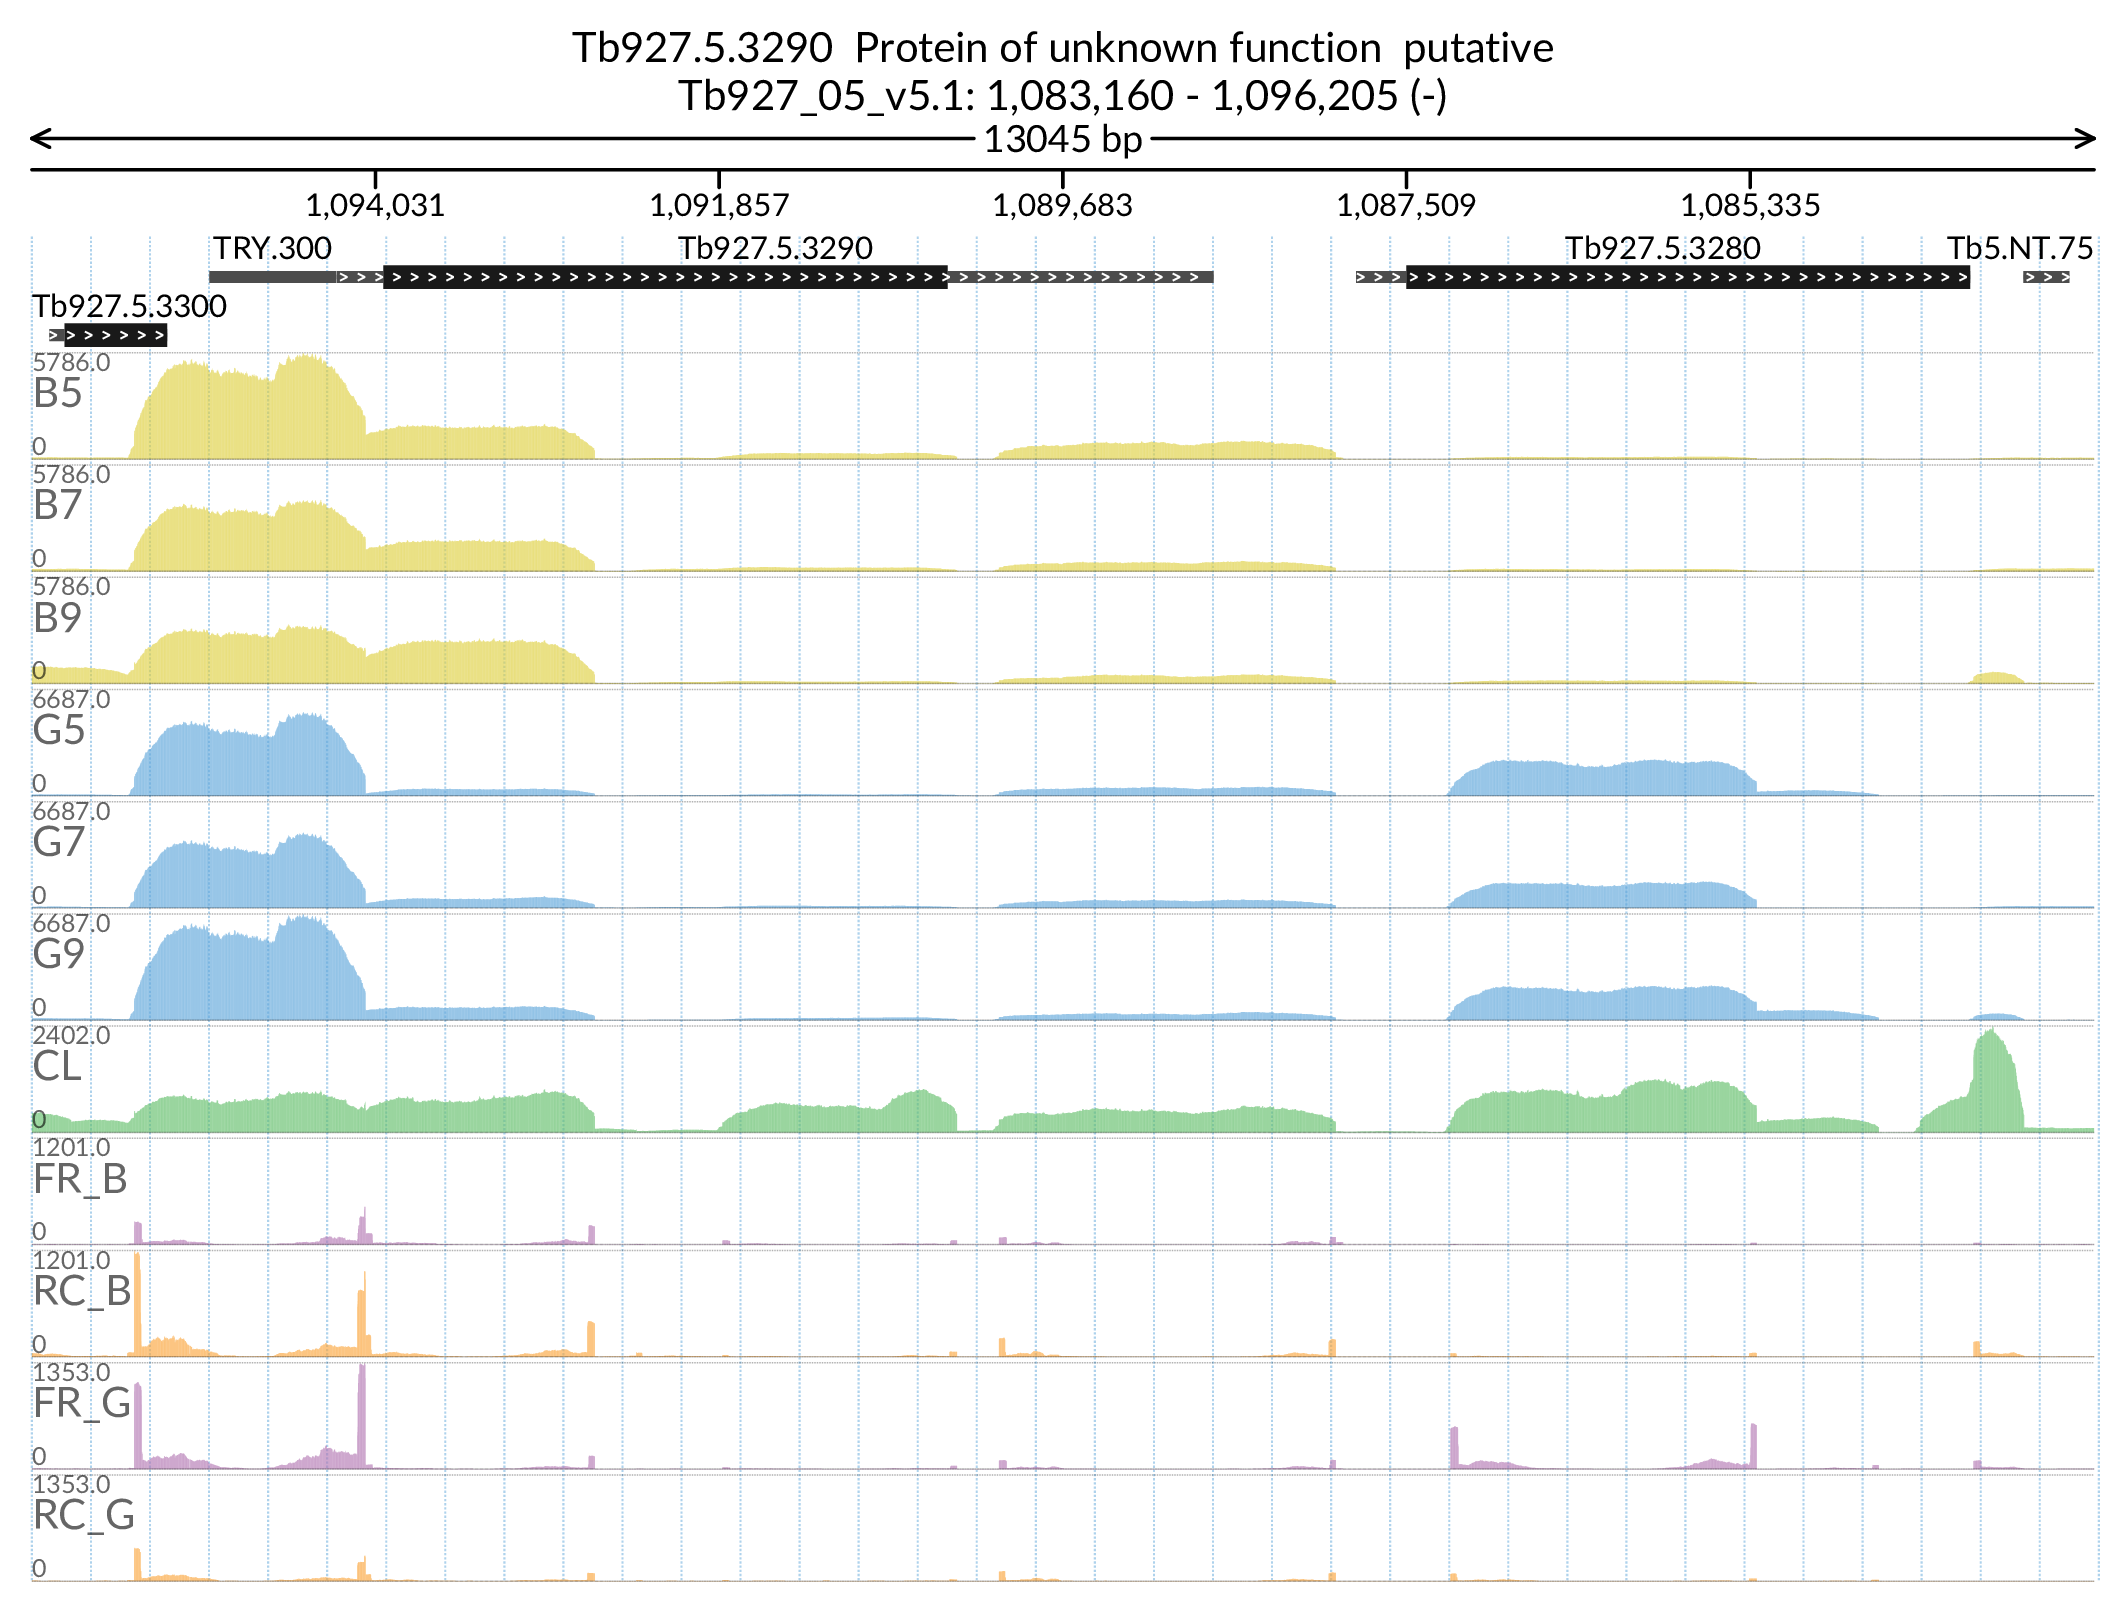 Tb927.5.3290  Protein of unknown function  putative
Tb927_05_v5.1: 1,083,160 - 1,096,205 (-)
13045 bp
1,094,031 1,091,857 1,089,683 1,087,509 1,085,335
TRY.300 Tb927.5.3290 Tb927.5.3280 Tb5.NT.75
Tb927.5.3300
5786.0
B5
0
5786.0
B7
0
5786.0
B9
0
6687.0
G5
0
6687.0
G7
0
6687.0
G9
0
2402.0
CL
0
1201.0
FR_B
0
1201.0
RC_B
0
1353.0
FR_G
0
1353.0
RC_G
0